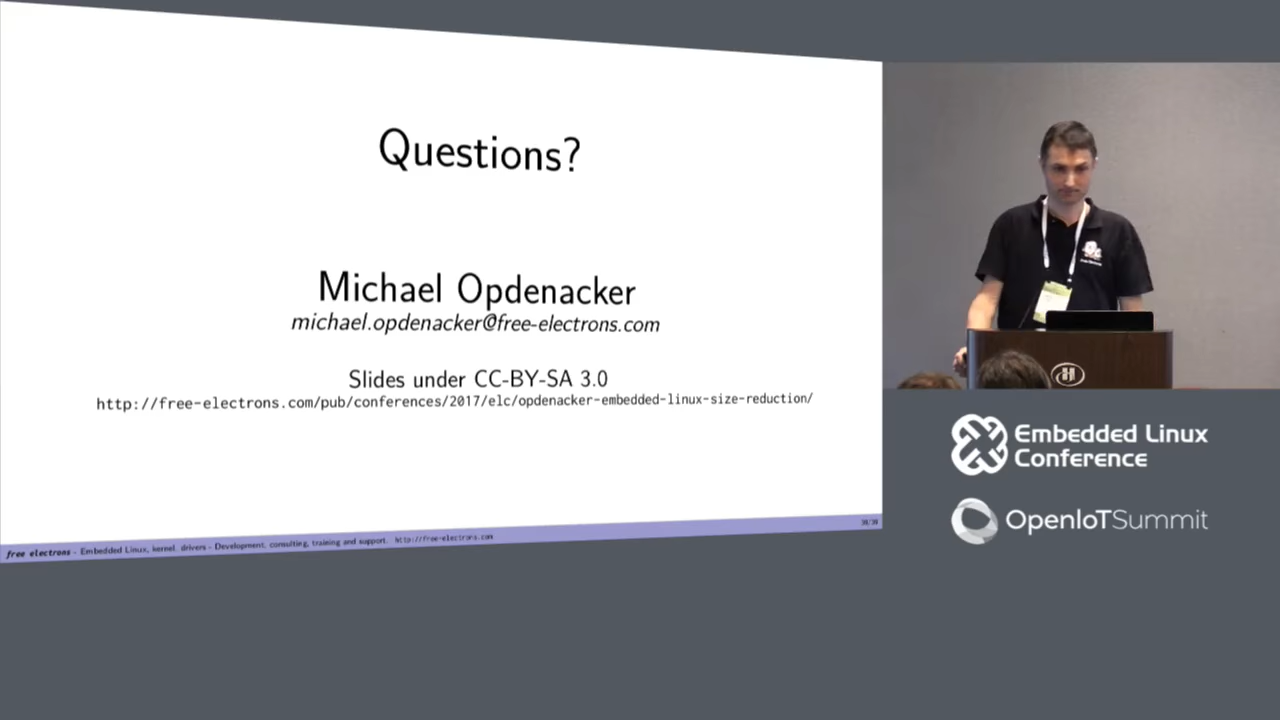 Questions?
Michael Opdenacker
michael.opdenacker@free-electrons.com
Slides under CC-BY-SA 3.0
http://free-electrons.com/pub/conferences/2017/elc/opdenacker-embedded-linux-size-reduction/
free electrons - Embedded Linux, kernel, drivers - Development, consulting, training and support. http://free-electrons.com
Embedded Linux
Conference
OpenIoTSummit